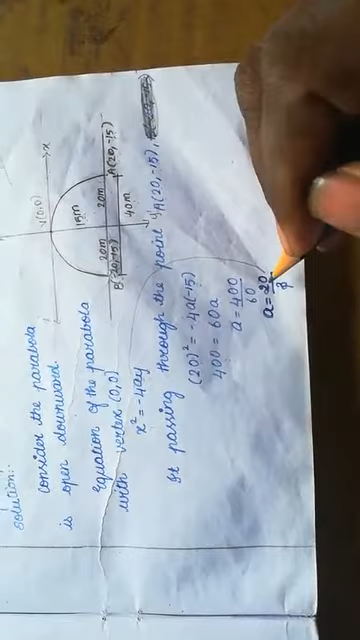 Solution:-
Consider the parabola
is open downward.
Equation of the parabola
with vertex (0,0)
x² = -4ay
It passing through the point A(20,-15),
(20)² = -4a(-15)
400 = 60a
a = 400/60
a = 20/3
V(0,0)
x
15m
20m
20m
A(20,-15)
B(-20,-15)
40m
y